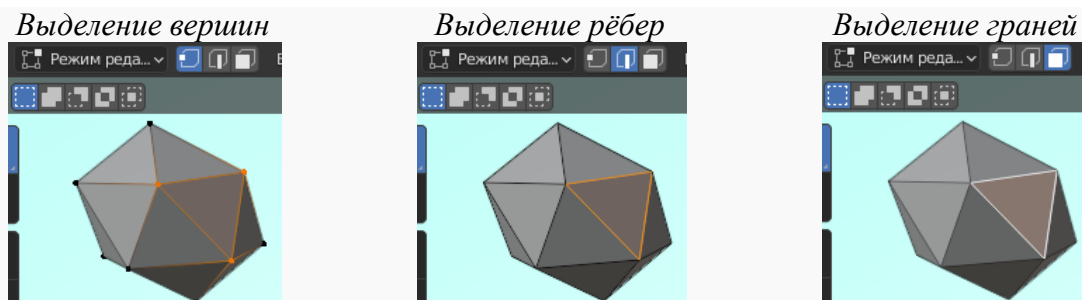 Выделение вершин
Выделение рёбер
Выделение граней
Режим реда...
Режим реда...
Режим реда...